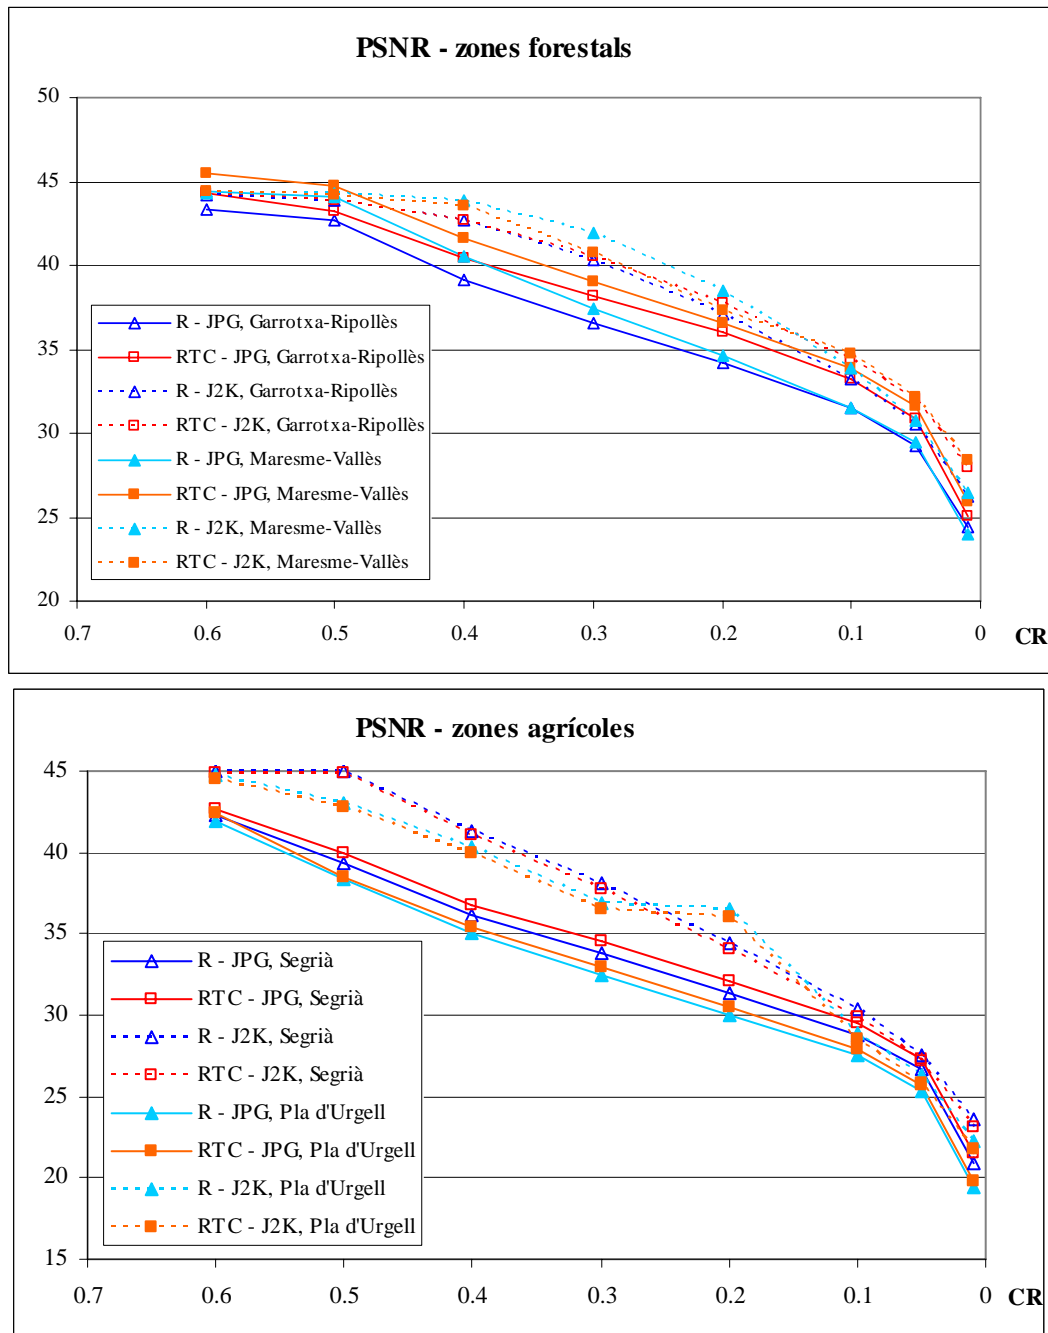 PSNR - zones forestals
50
45
40
35
30
25
20
R - JPG, Garrotxa-Ripollès
RTC - JPG, Garrotxa-Ripollès
R - J2K, Garrotxa-Ripollès
RTC - J2K, Garrotxa-Ripollès
R - JPG, Maresme-Vallès
RTC - JPG, Maresme-Vallès
R - J2K, Maresme-Vallès
RTC - J2K, Maresme-Vallès
0.7 0.6 0.5 0.4 0.3 0.2 0.1 0 CR
PSNR - zones agrícoles
45
40
35
30
25
20
15
R - JPG, Segrià
RTC - JPG, Segrià
R - J2K, Segrià
RTC - J2K, Segrià
R - JPG, Pla d'Urgell
RTC - JPG, Pla d'Urgell
R - J2K, Pla d'Urgell
RTC - J2K, Pla d'Urgell
0.7 0.6 0.5 0.4 0.3 0.2 0.1 0 CR